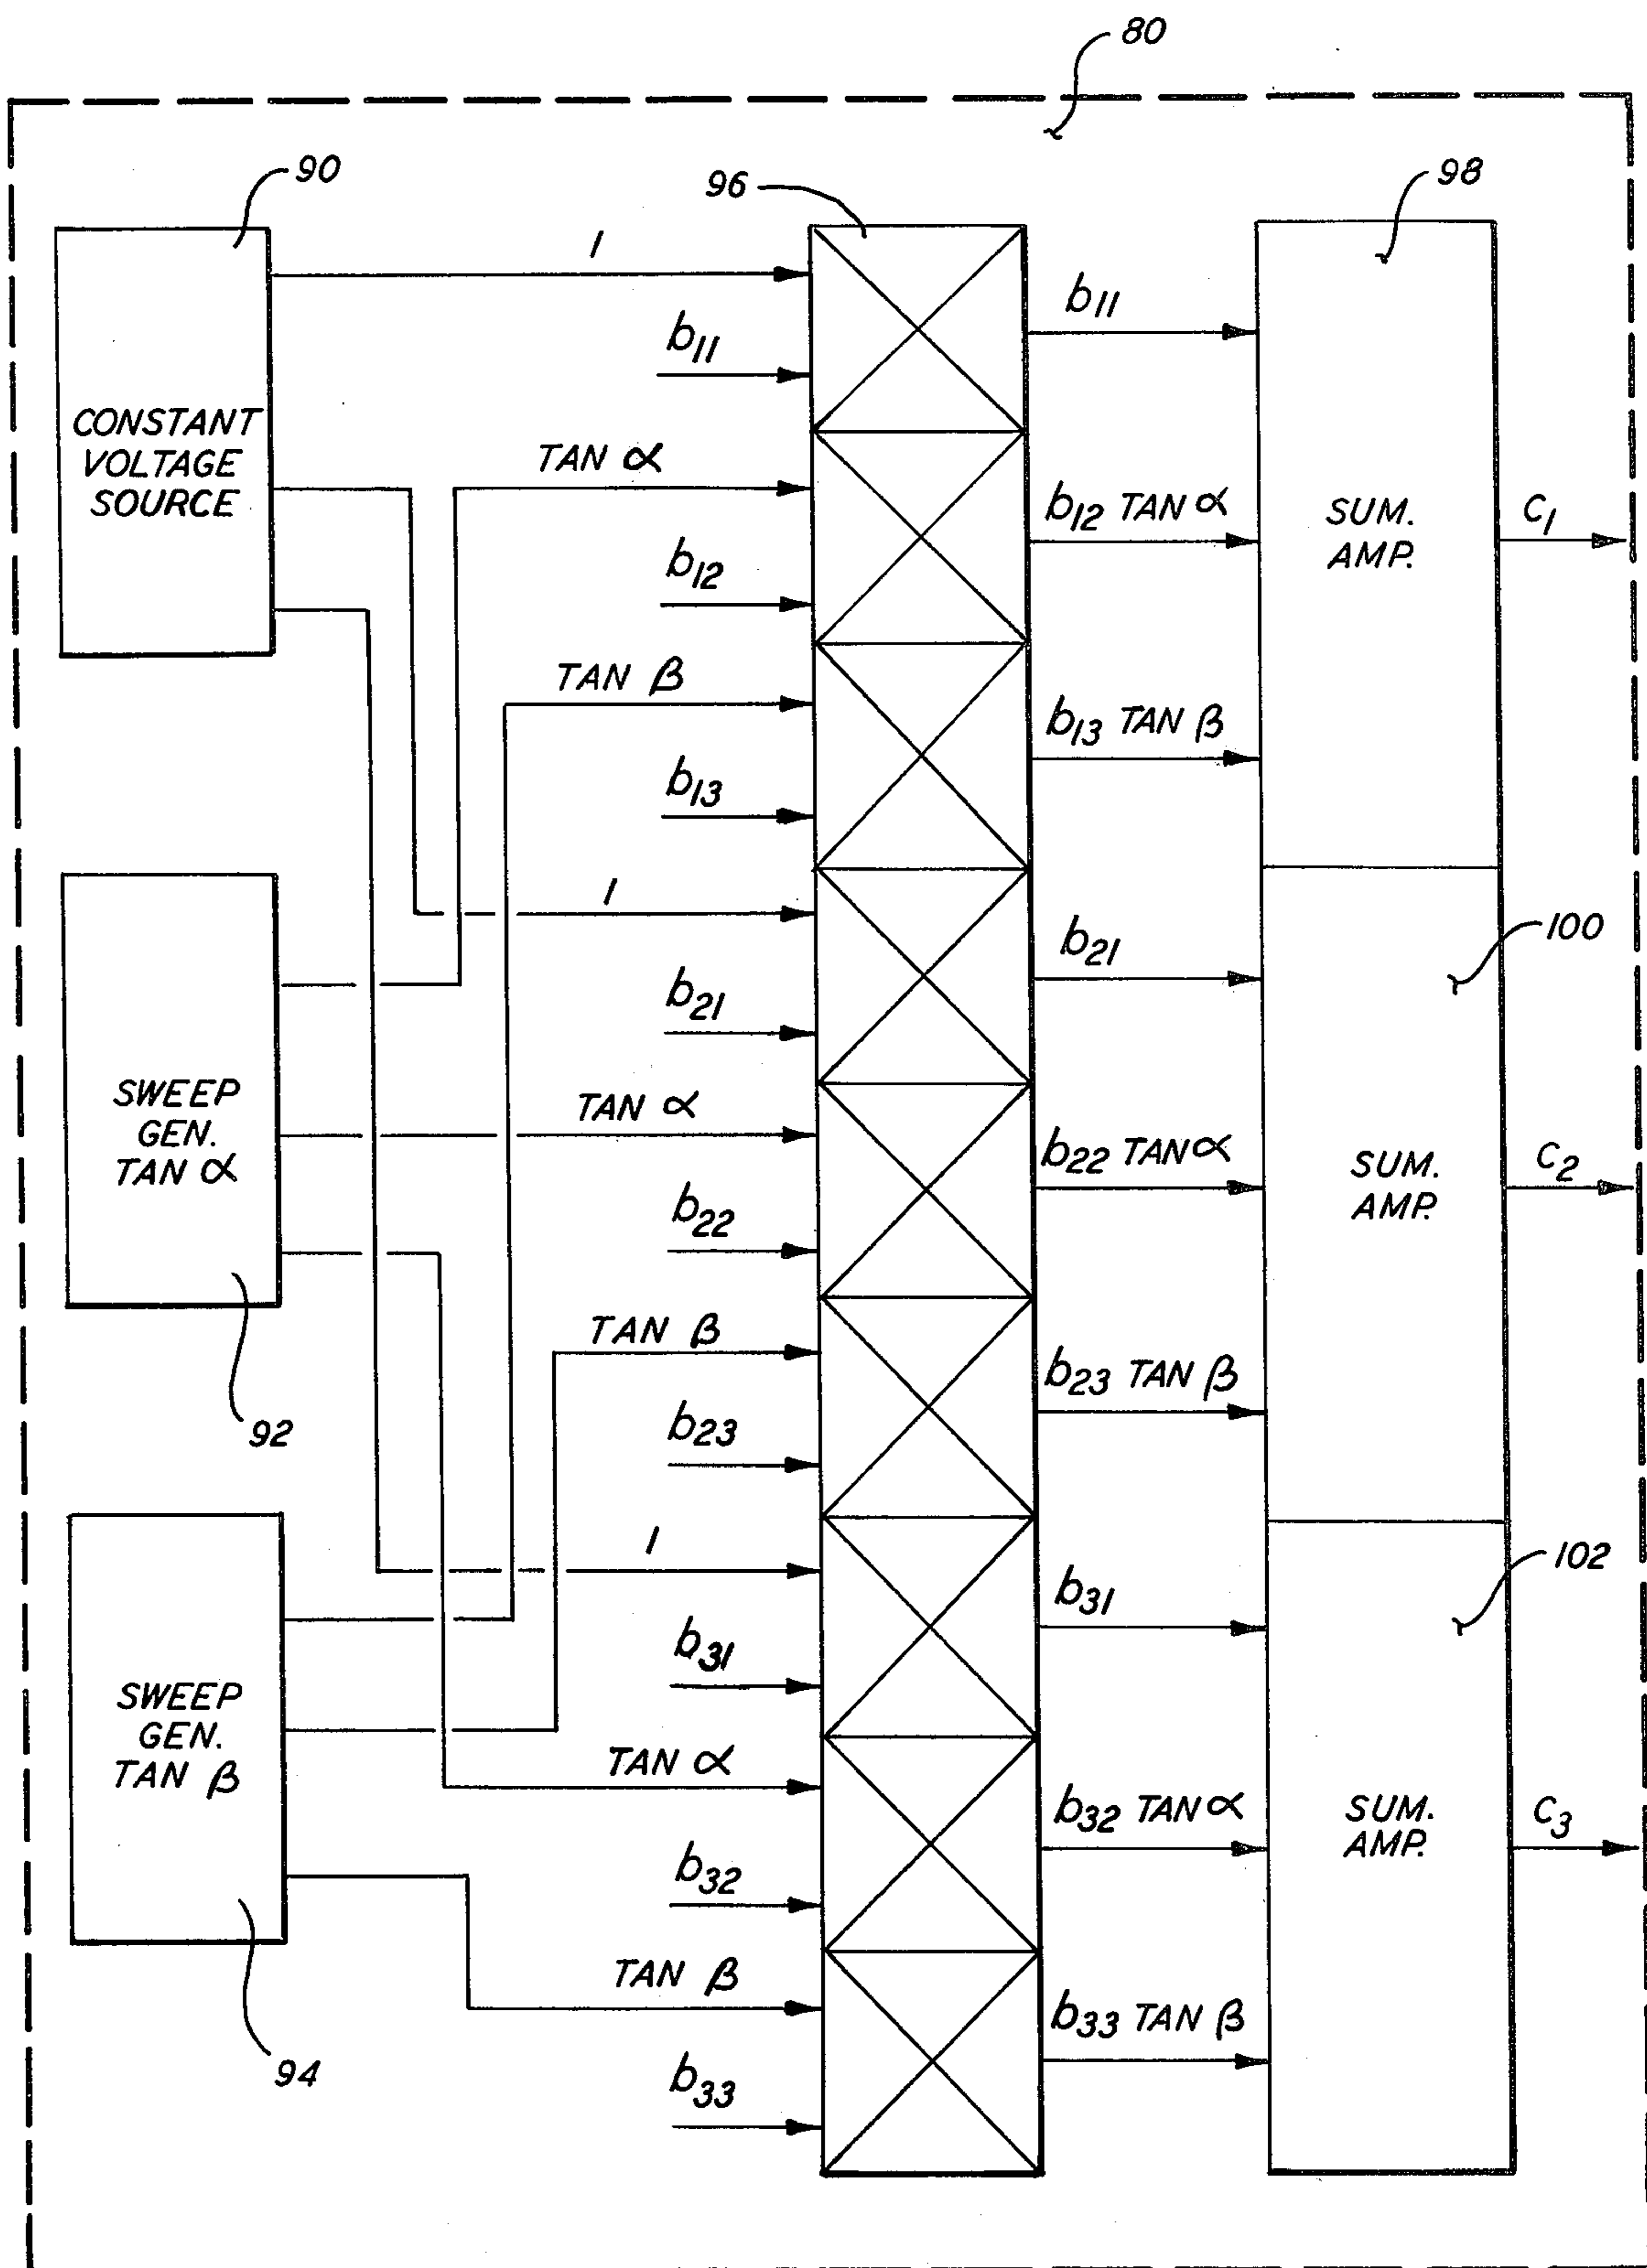 80
90
96
98
1
b11
b11
CONSTANT
VOLTAGE
SOURCE
TAN α
b12 TAN α
SUM.
AMP.
C1
b12
TAN β
b13 TAN β
b13
1
b21
100
b21
SWEEP
GEN.
TAN α
TAN α
b22 TAN α
SUM.
AMP.
C2
b22
92
TAN β
b23 TAN β
b23
1
b31
102
b31
SWEEP
GEN.
TAN β
TAN α
b32 TAN α
SUM.
AMP.
C3
b32
94
TAN β
b33 TAN β
b33